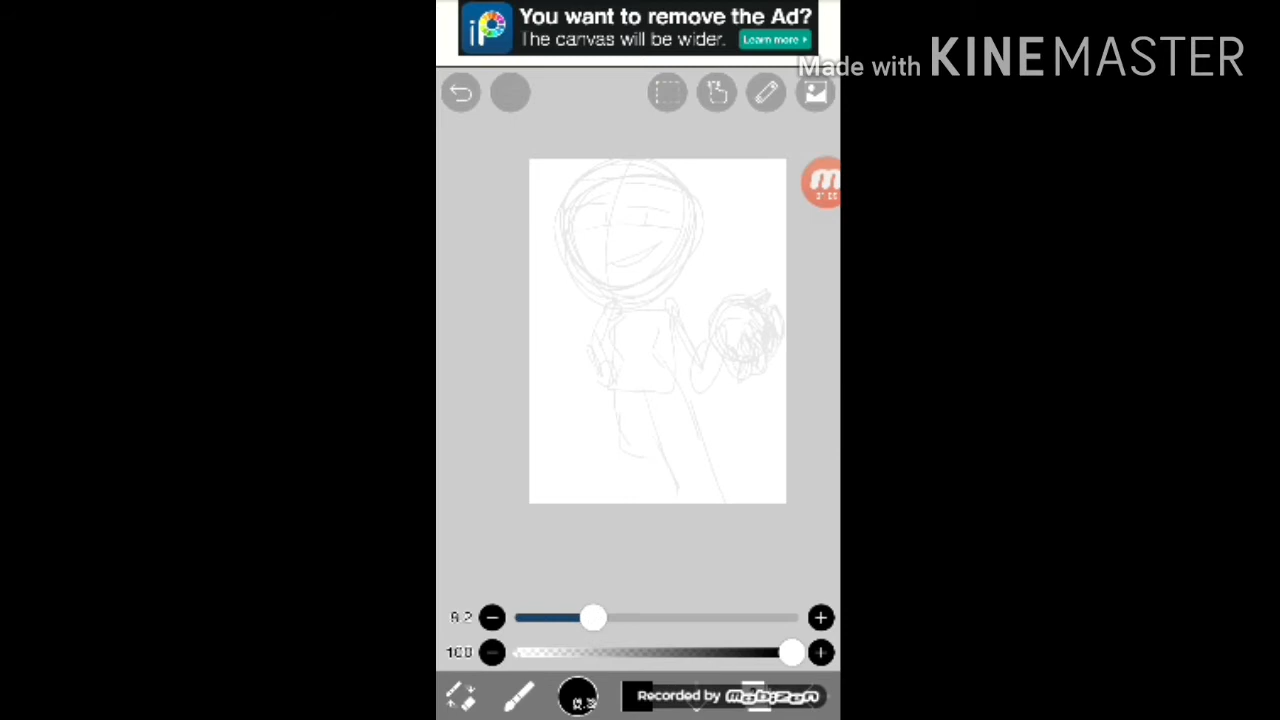 You want to remove the Ad?
The canvas will be wider.
Learn more
Made with KINEMASTER
100
Recorded by mobizen